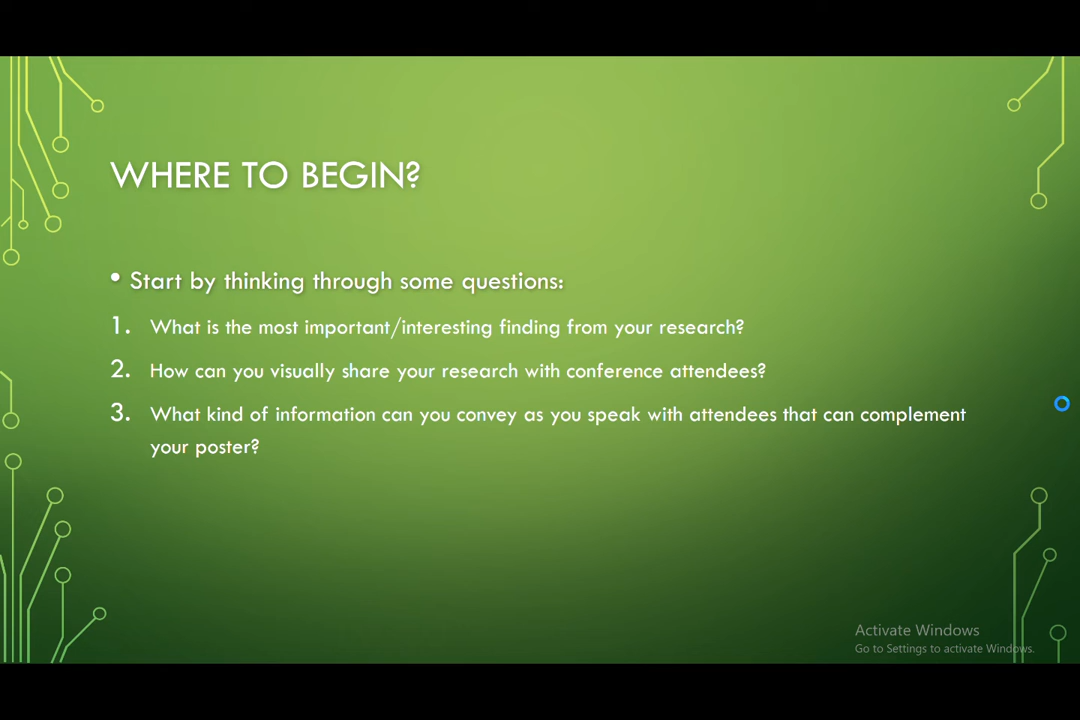 WHERE TO BEGIN?
• Start by thinking through some questions:
1. What is the most important/interesting finding from your research?
2. How can you visually share your research with conference attendees?
3. What kind of information can you convey as you speak with attendees that can complement
your poster?
Activate Windows
Go to Settings to activate Windows.